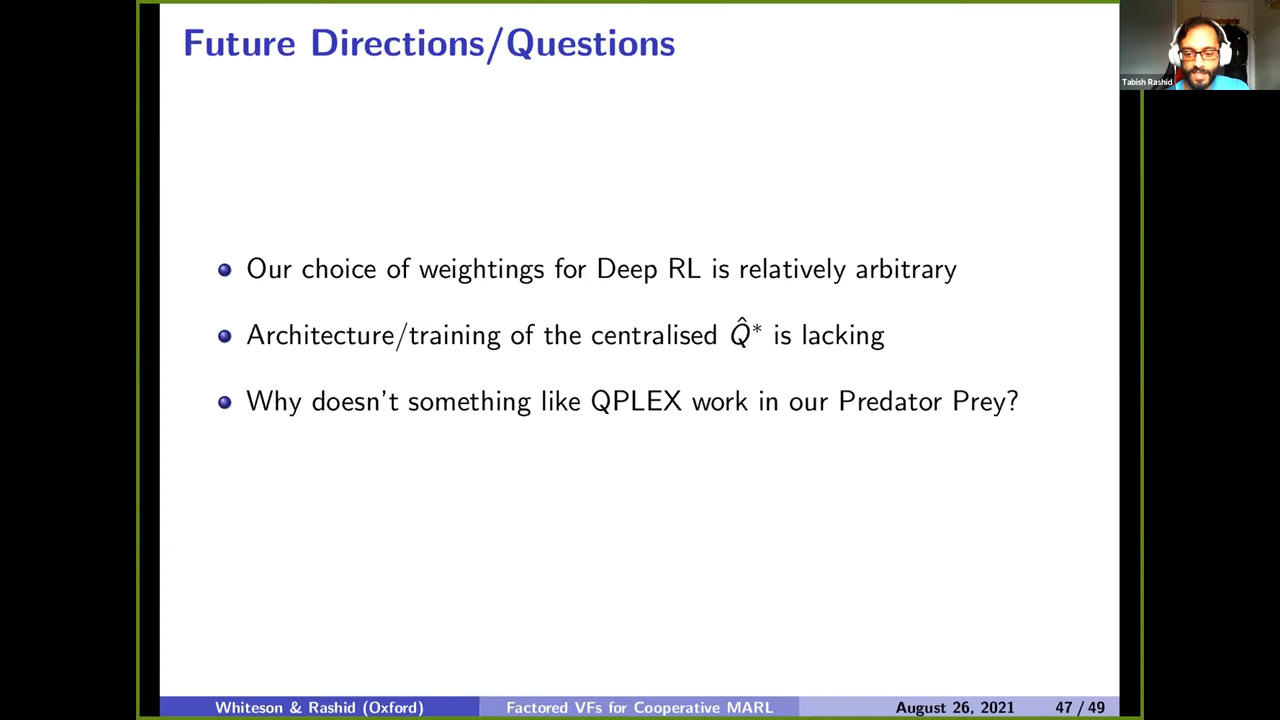 Future Directions/Questions
Tabish Rashid
Our choice of weightings for Deep RL is relatively arbitrary
Architecture/training of the centralised Q̂* is lacking
Why doesn't something like QPLEX work in our Predator Prey?
Whiteson & Rashid (Oxford) Factored VFs for Cooperative MARL August 26, 2021 47 / 49